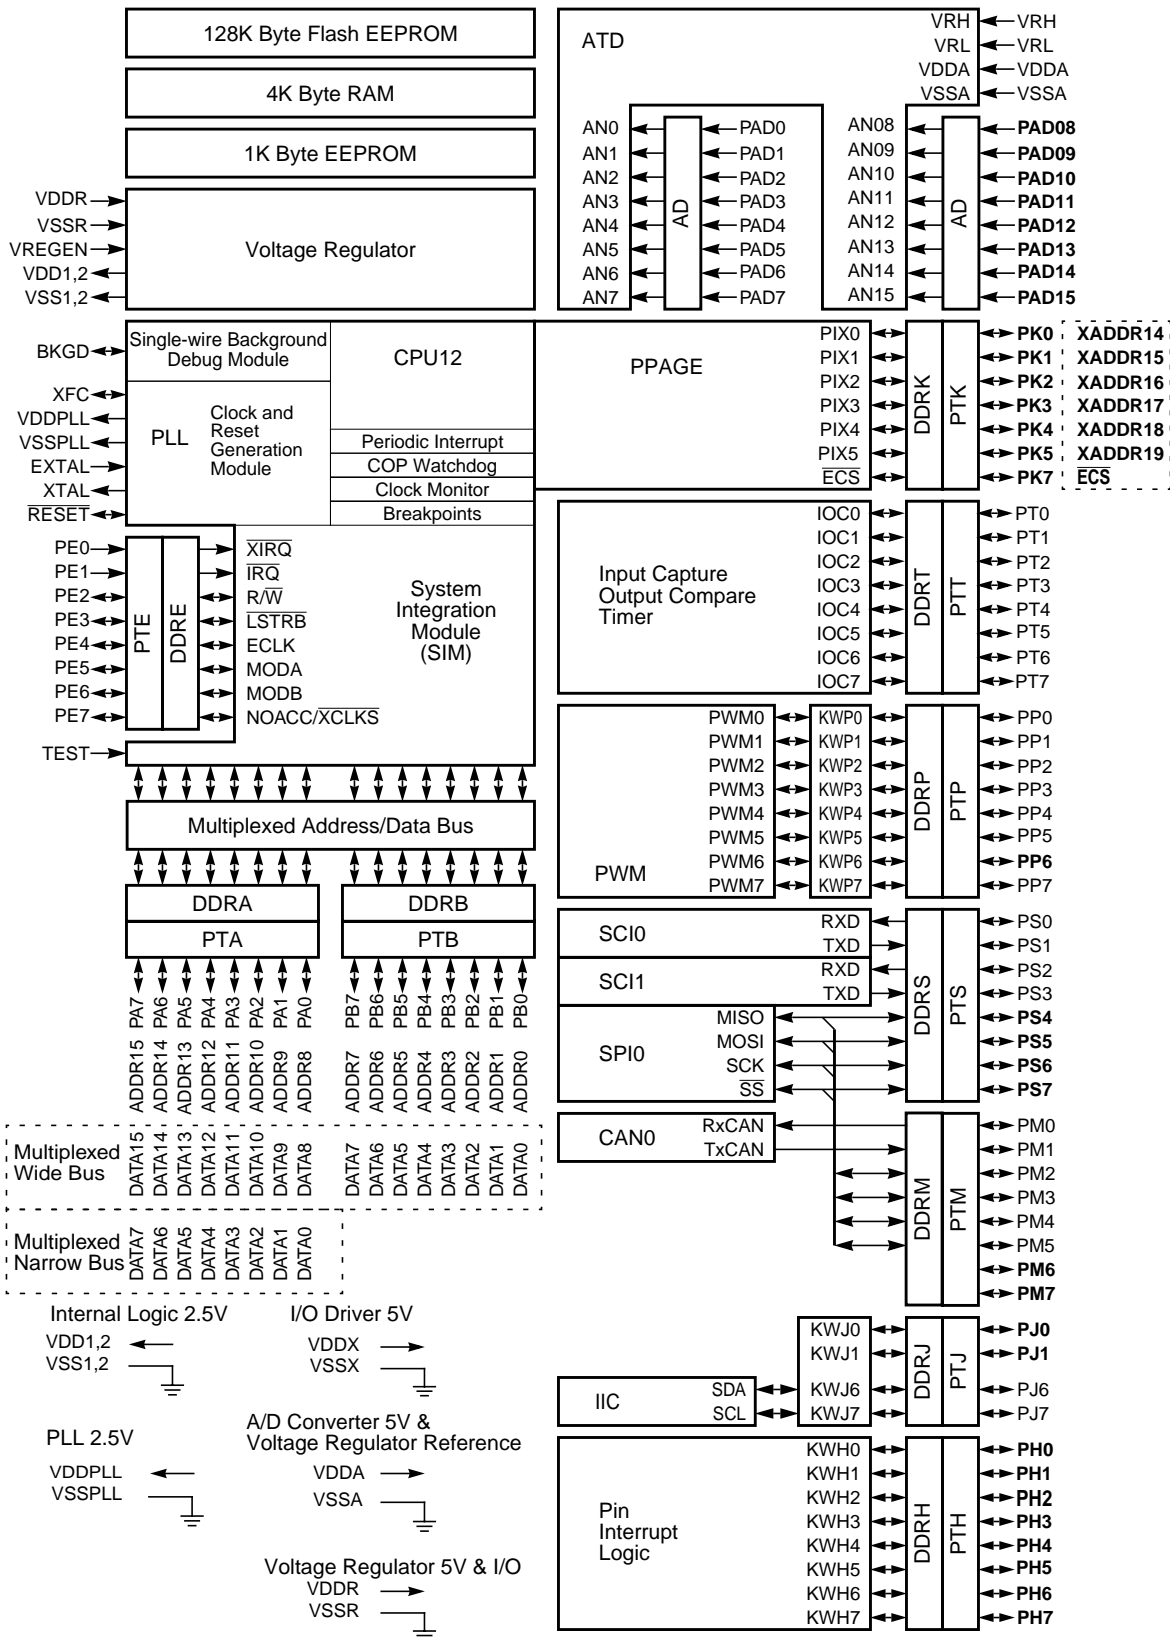 128K Byte Flash EEPROM
4K Byte RAM
1K Byte EEPROM
VDDR
VSSR
VREGEN
VDD1,2
VSS1,2
Voltage Regulator
ATD
VRH VRH
VRL VRL
VDDA VDDA
VSSA VSSA
AN0 PAD0
AN1 PAD1
AN2 PAD2
AN3 PAD3
AN4 PAD4
AN5 PAD5
AN6 PAD6
AN7 PAD7
AD
AN08 PAD08
AN09 PAD09
AN10 PAD10
AN11 PAD11
AN12 PAD12
AN13 PAD13
AN14 PAD14
AN15 PAD15
AD
BKGD
Single-wire Background
Debug Module
CPU12
XFC
VDDPLL
VSSPLL
EXTAL
XTAL
RESET
PLL
Clock and
Reset
Generation
Module
Periodic Interrupt
COP Watchdog
Clock Monitor
Breakpoints
PPAGE
PIX0 PK0 XADDR14
PIX1 PK1 XADDR15
PIX2 PK2 XADDR16
PIX3 PK3 XADDR17
PIX4 PK4 XADDR18
PIX5 PK5 XADDR19
ECS PK7 ECS
DDRK
PTK
PE0 XIRQ
PE1 IRQ
PE2 R/W
PE3 LSTRB
PE4 ECLK
PE5 MODA
PE6 MODB
PE7 NOACC/XCLKS
PTE
DDRE
TEST
System
Integration
Module
(SIM)
Input Capture
Output Compare
Timer
IOC0 PT0
IOC1 PT1
IOC2 PT2
IOC3 PT3
IOC4 PT4
IOC5 PT5
IOC6 PT6
IOC7 PT7
DDRT
PTT
Multiplexed Address/Data Bus
DDRA
PTA
DDRB
PTB
PWM
PWM0 KWP0 PP0
PWM1 KWP1 PP1
PWM2 KWP2 PP2
PWM3 KWP3 PP3
PWM4 KWP4 PP4
PWM5 KWP5 PP5
PWM6 KWP6 PP6
PWM7 KWP7 PP7
DDRP
PTP
PA7 PA6 PA5 PA4 PA3 PA2 PA1 PA0
PB7 PB6 PB5 PB4 PB3 PB2 PB1 PB0
ADDR15 ADDR14 ADDR13 ADDR12 ADDR11 ADDR10 ADDR9 ADDR8
ADDR7 ADDR6 ADDR5 ADDR4 ADDR3 ADDR2 ADDR1 ADDR0
Multiplexed
Wide Bus
DATA15 DATA14 DATA13 DATA12 DATA11 DATA10 DATA9 DATA8
DATA7 DATA6 DATA5 DATA4 DATA3 DATA2 DATA1 DATA0
Multiplexed
Narrow Bus
DATA7 DATA6 DATA5 DATA4 DATA3 DATA2 DATA1 DATA0
SCI0
RXD PS0
TXD PS1
SCI1
RXD PS2
TXD PS3
SPI0
MISO PS4
MOSI PS5
SCK PS6
SS PS7
DDRS
PTS
CAN0
RxCAN PM0
TxCAN PM1
PM2
PM3
PM4
PM5
PM6
PM7
DDRM
PTM
Internal Logic 2.5V
VDD1,2
VSS1,2
I/O Driver 5V
VDDX
VSSX
PLL 2.5V
VDDPLL
VSSPLL
A/D Converter 5V &
Voltage Regulator Reference
VDDA
VSSA
Voltage Regulator 5V & I/O
VDDR
VSSR
IIC
SDA
SCL
KWJ0 PJ0
KWJ1 PJ1
KWJ6 PJ6
KWJ7 PJ7
DDRJ
PTJ
Pin
Interrupt
Logic
KWH0 PH0
KWH1 PH1
KWH2 PH2
KWH3 PH3
KWH4 PH4
KWH5 PH5
KWH6 PH6
KWH7 PH7
DDRH
PTH